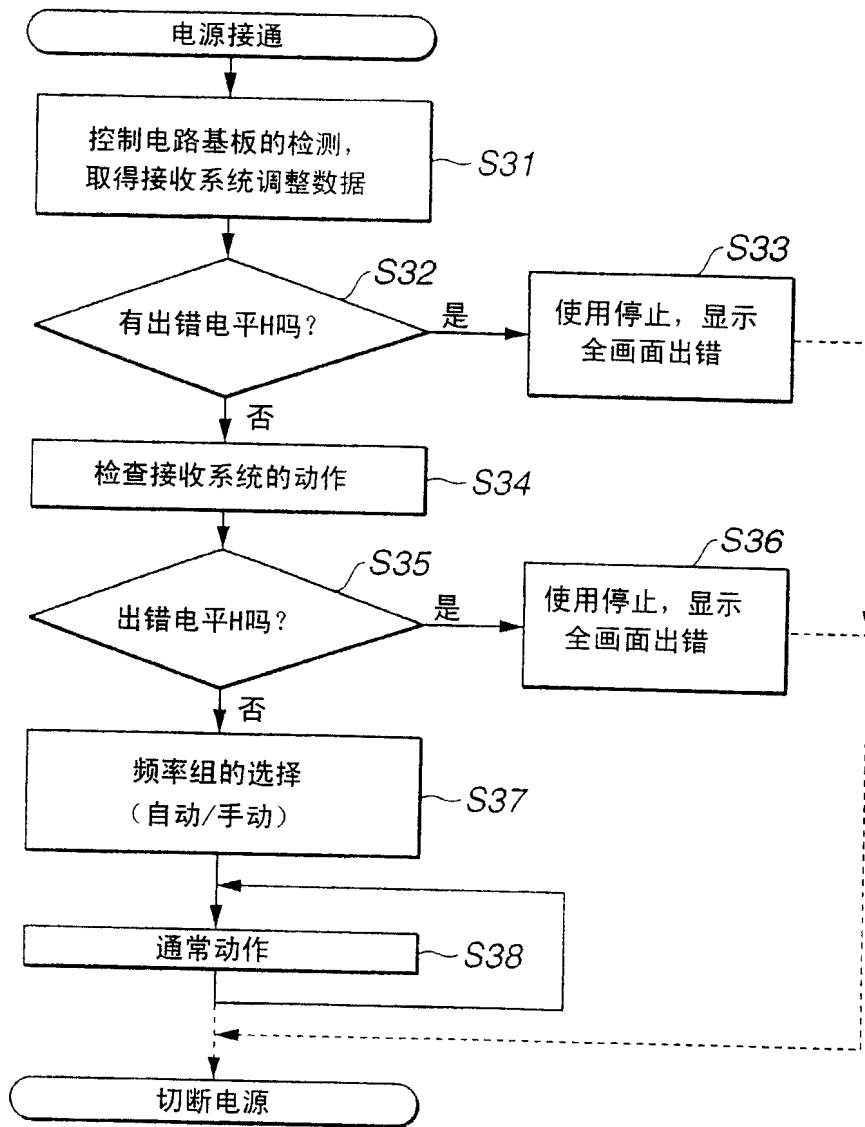 电源接通
控制电路基板的检测，
取得接收系统调整数据
S31
S32
有出错电平H吗？
是
S33
使用停止，显示
全画面出错
否
检查接收系统的动作
S34
S35
出错电平H吗？
是
S36
使用停止，显示
全画面出错
否
频率组的选择
（自动/手动）
S37
通常动作
S38
切断电源